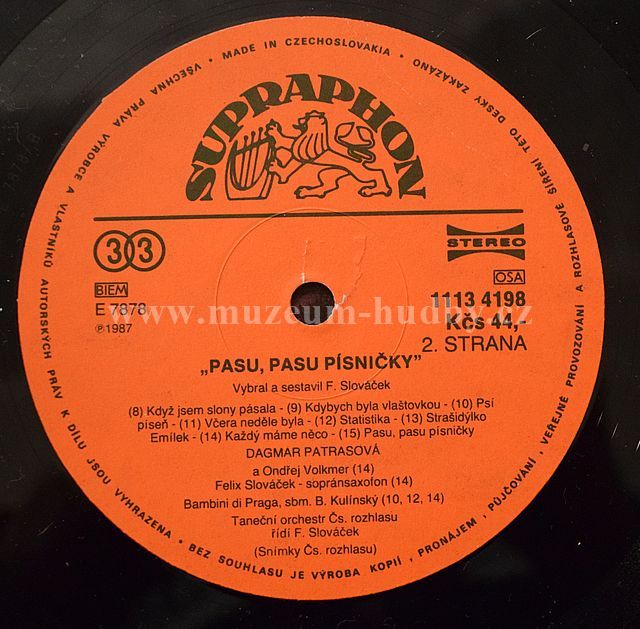 • MADE IN CZECHOSLOVAKIA •
VŠECHNA PRÁVA VÝROBCE A VLASTNÍKŮ AUTORSKÝCH PRÁV K DÍLU JSOU VYHRAZENA • BEZ SOUHLASU JE VÝROBA KOPIÍ, PRONÁJEM, PŮJČOVÁNÍ, VEŘEJNÉ PROVOZOVÁNÍ A ROZHLASOVÉ ŠÍŘENÍ TÉTO DESKY ZAKÁZÁNO
SUPRAPHON
33
STEREO
BIEM
OSA
E 7878
1113 4198
℗1987
Kčs 44,-
www.muzeum-hudby.cz
2. STRANA
„PASU, PASU PÍSNIČKY"
Vybral a sestavil F. Slováček
(8) Když jsem slony pásala - (9) Kdybych byla vlaštovkou - (10) Psí
píseň - (11) Včera neděle byla - (12) Statistika - (13) Strašidýlko
Emílek - (14) Každý máme něco - (15) Pasu, pasu písničky
DAGMAR PATRASOVÁ
a Ondřej Volkmer (14)
Felix Slováček - sopránsaxofon (14)
Bambini di Praga, sbm. B. Kulínský (10, 12, 14)
Taneční orchestr Čs. rozhlasu
řídí F. Slováček
(Snímky Čs. rozhlasu)